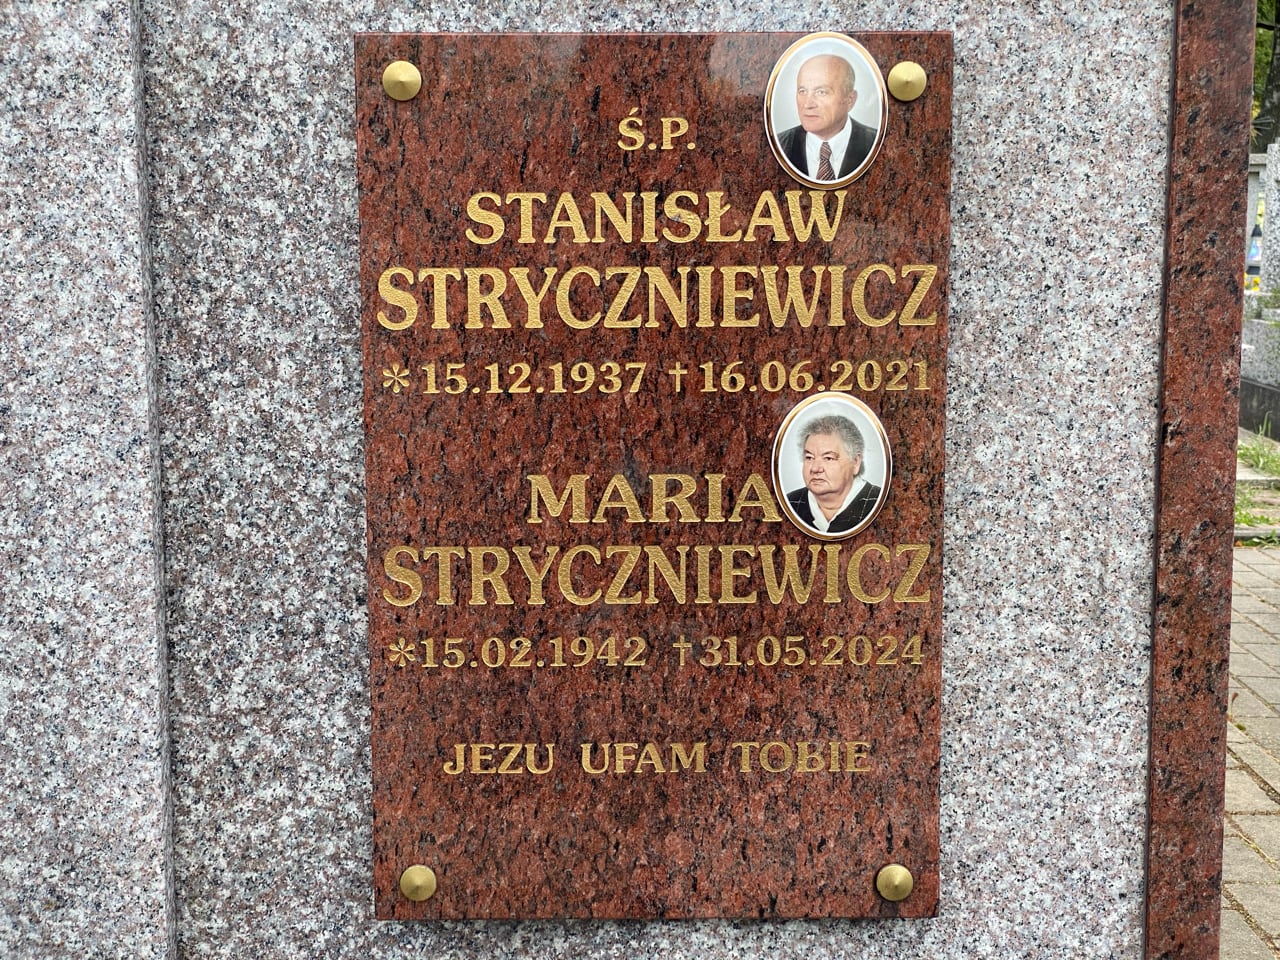 Ś.P.
STANISŁAW
STRYCZNIEWICZ
* 15.12.1937 † 16.06.2021
MARIA
STRYCZNIEWICZ
* 15.02.1942 † 31.05.2024
JEZU UFAM TOBIE